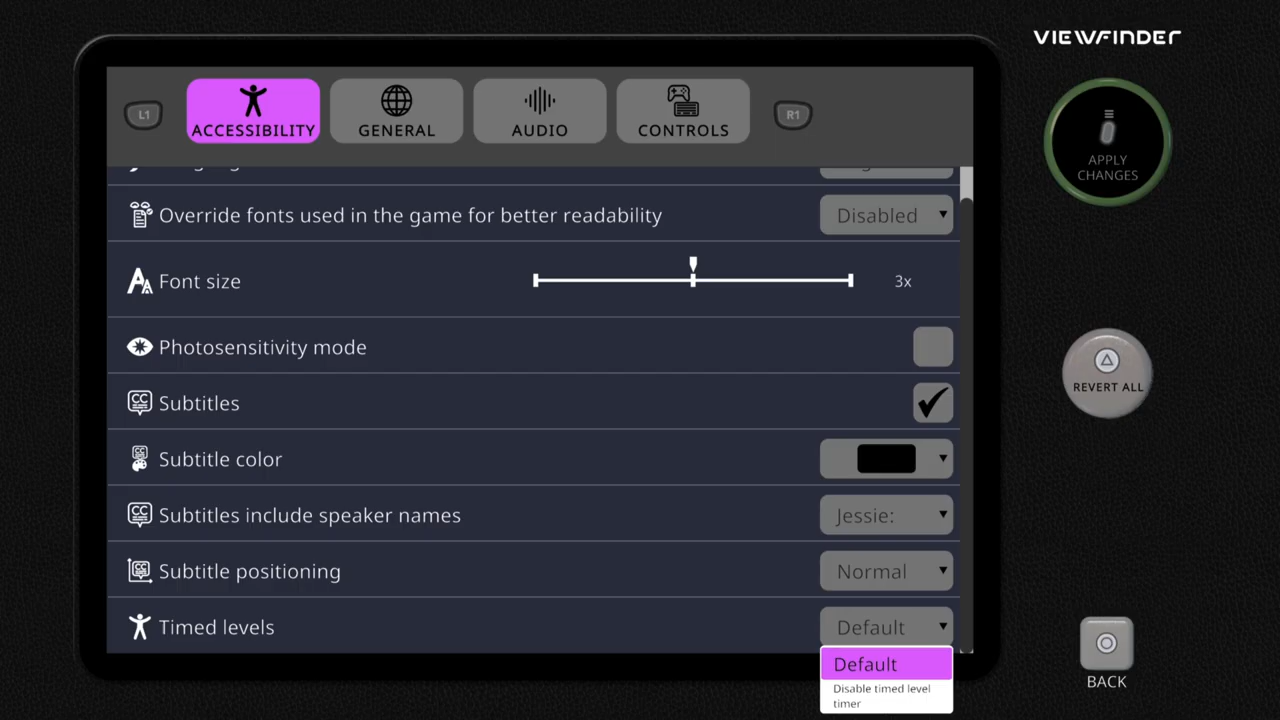 VIEWFINDER
L1
ACCESSIBILITY
GENERAL
AUDIO
CONTROLS
R1
APPLY
CHANGES
Override fonts used in the game for better readability
Disabled
Font size
3x
Photosensitivity mode
REVERT ALL
CC
Subtitles
Subtitle color
CC
Subtitles include speaker names
Jessie:
Subtitle positioning
Normal
Timed levels
Default
Default
Disable timed level
timer
BACK